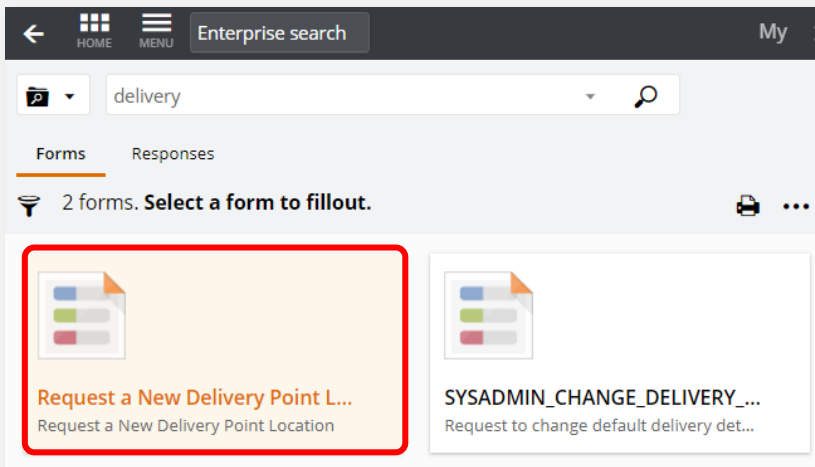 HOME MENU Enterprise search My
delivery
Forms Responses
2 forms. Select a form to fillout.
Request a New Delivery Point L... SYSADMIN_CHANGE_DELIVERY_...
Request a New Delivery Point Location Request to change default delivery det...